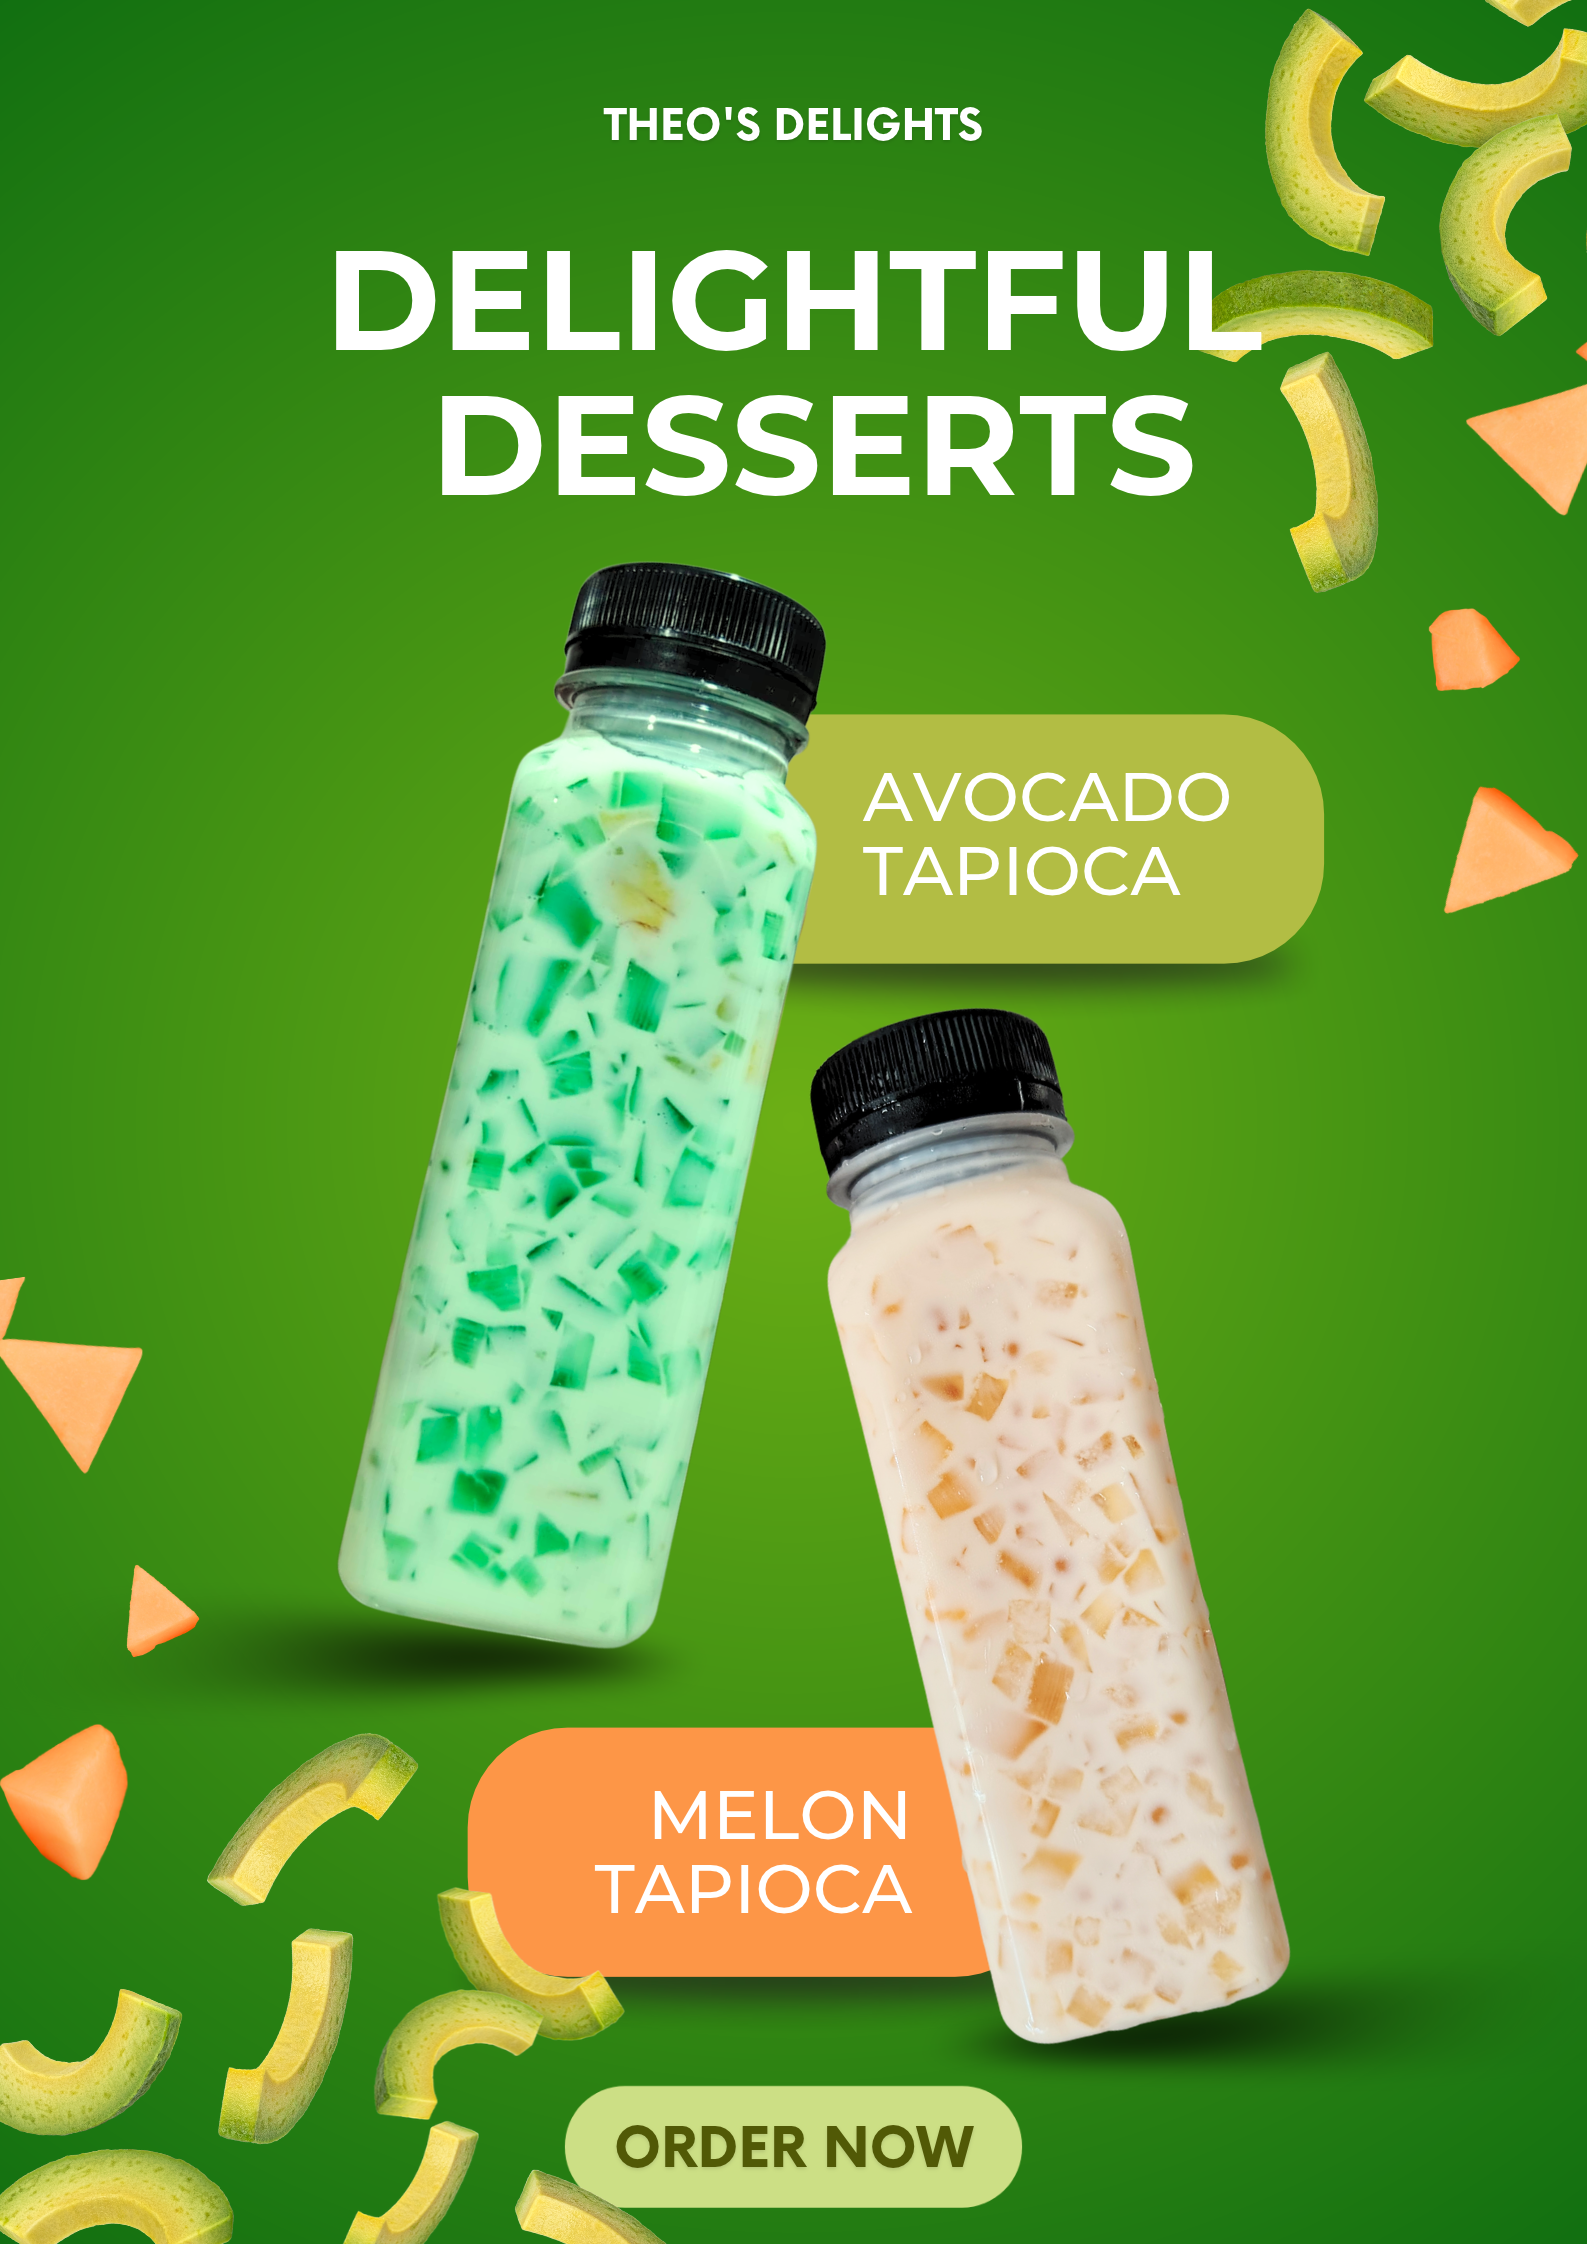 THEO'S DELIGHTS
DELIGHTFUL
DESSERTS
AVOCADO
TAPIOCA
MELON
TAPIOCA
ORDER NOW